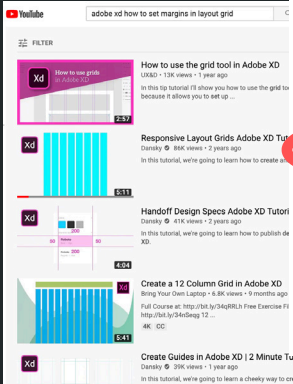 YouTube
adobe xd how to set margins in layout grid
FILTER
Xd
How to use grids
in Adobe XD
2:57
How to use the grid tool in Adobe XD
UX&D • 13K views • 1 year ago
In this tip tutorial I'll show you how to use the grid to
because it allows you to set up ...
Xd
5:11
Responsive Layout Grids Adobe XD Tut
Dansky • 86K views • 2 years ago
In this tutorial, we're going to learn how to create an
Xd
200
60
60
200
4:04
Handoff Design Specs Adobe XD Tutori
Dansky • 41K views • 2 years ago
In this tutorial, we're going to learn how to publish de
XD.
Xd
5:41
Create a 12 Column Grid in Adobe XD
Bring Your Own Laptop • 6.8K views • 9 months ago
Full Course at: http://bit.ly/34qRRLh Free Exercise Fi
http://bit.ly/34nSeqg 12 ...
4K CC
Xd
Create Guides in Adobe XD | 2 Minute Tu
Dansky • 39K views • 1 year ago
In this tutorial, we're going to learn a cheeky way to cr